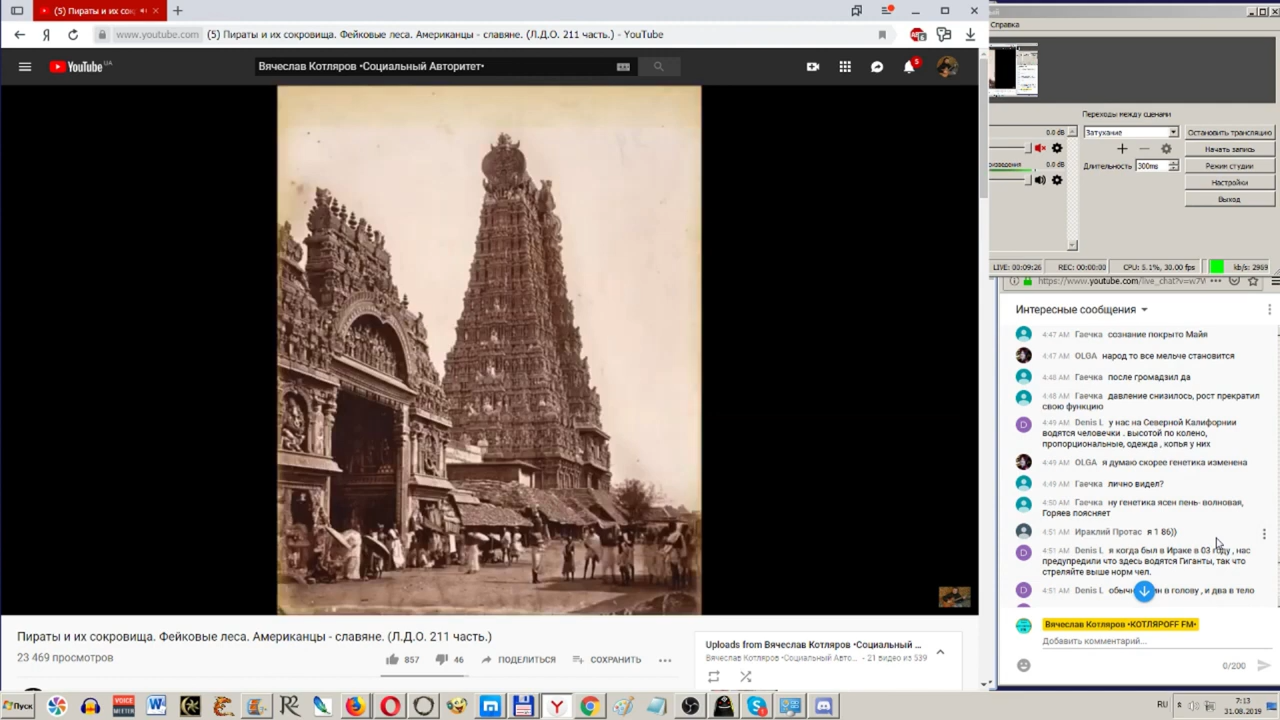 (5) Пираты и их сок
www.youtube.com
(5) Пираты и их сокровища. Фейковые леса. Американцы - славяне. (Л.Д.О. 211 часть.) - YouTube
YouTube UA
Вячеслав Котляров •Социальный Авторитет•
5
Пираты и их сокровища. Фейковые леса. Американцы - славяне. (Л.Д.О. 211 часть.)
23 469 просмотров
857
46
ПОДЕЛИТЬСЯ
СОХРАНИТЬ
Uploads from Вячеслав Котляров •Социальный ...
Вячеслав Котляров •Социальный Авто... - 21 видео из 539
Справка
Переходы между сценами
0.0 dB
Затухание
Остановить трансляцию
Начать запись
0.0 dB
Длительность
300ms
Режим студии
Настройки
Выход
LIVE: 00:09:26
REC: 00:00:00
CPU: 5.1%, 30.00 fps
kb/s: 2969
https://www.youtube.com/live_chat?v=w7
Интересные сообщения
4:47 AM Гаечка сознание покрыто Майя
4:47 AM OLGA народ то все мельче становится
4:48 AM Гаечка после громадзил да
4:48 AM Гаечка давление снизилось, рост прекратил
свою функцию
4:49 AM Denis L у нас на Северной Калифорнии
водятся человечки . высотой по колено,
пропорциональные, одежда , копья у них
4:49 AM OLGA я думаю скорее генетика изменена
4:49 AM Гаечка лично видел?
4:50 AM Гаечка ну генетика ясен пень- волновая,
Горяев поясняет
4:51 AM Ираклий Протас я 1 86))
4:51 AM Denis L я когда был в Ираке в 03 году , нас
предупредили что здесь водятся Гиганты, так что
стреляйте выше норм чел.
4:51 AM Denis L в голову , и два в тело
Вячеслав Котляров •КОТЛЯРОFF FM•
Добавить комментарий...
0/200
Пуск
VOICE
MEETER
RU
7:13
31.08.2019